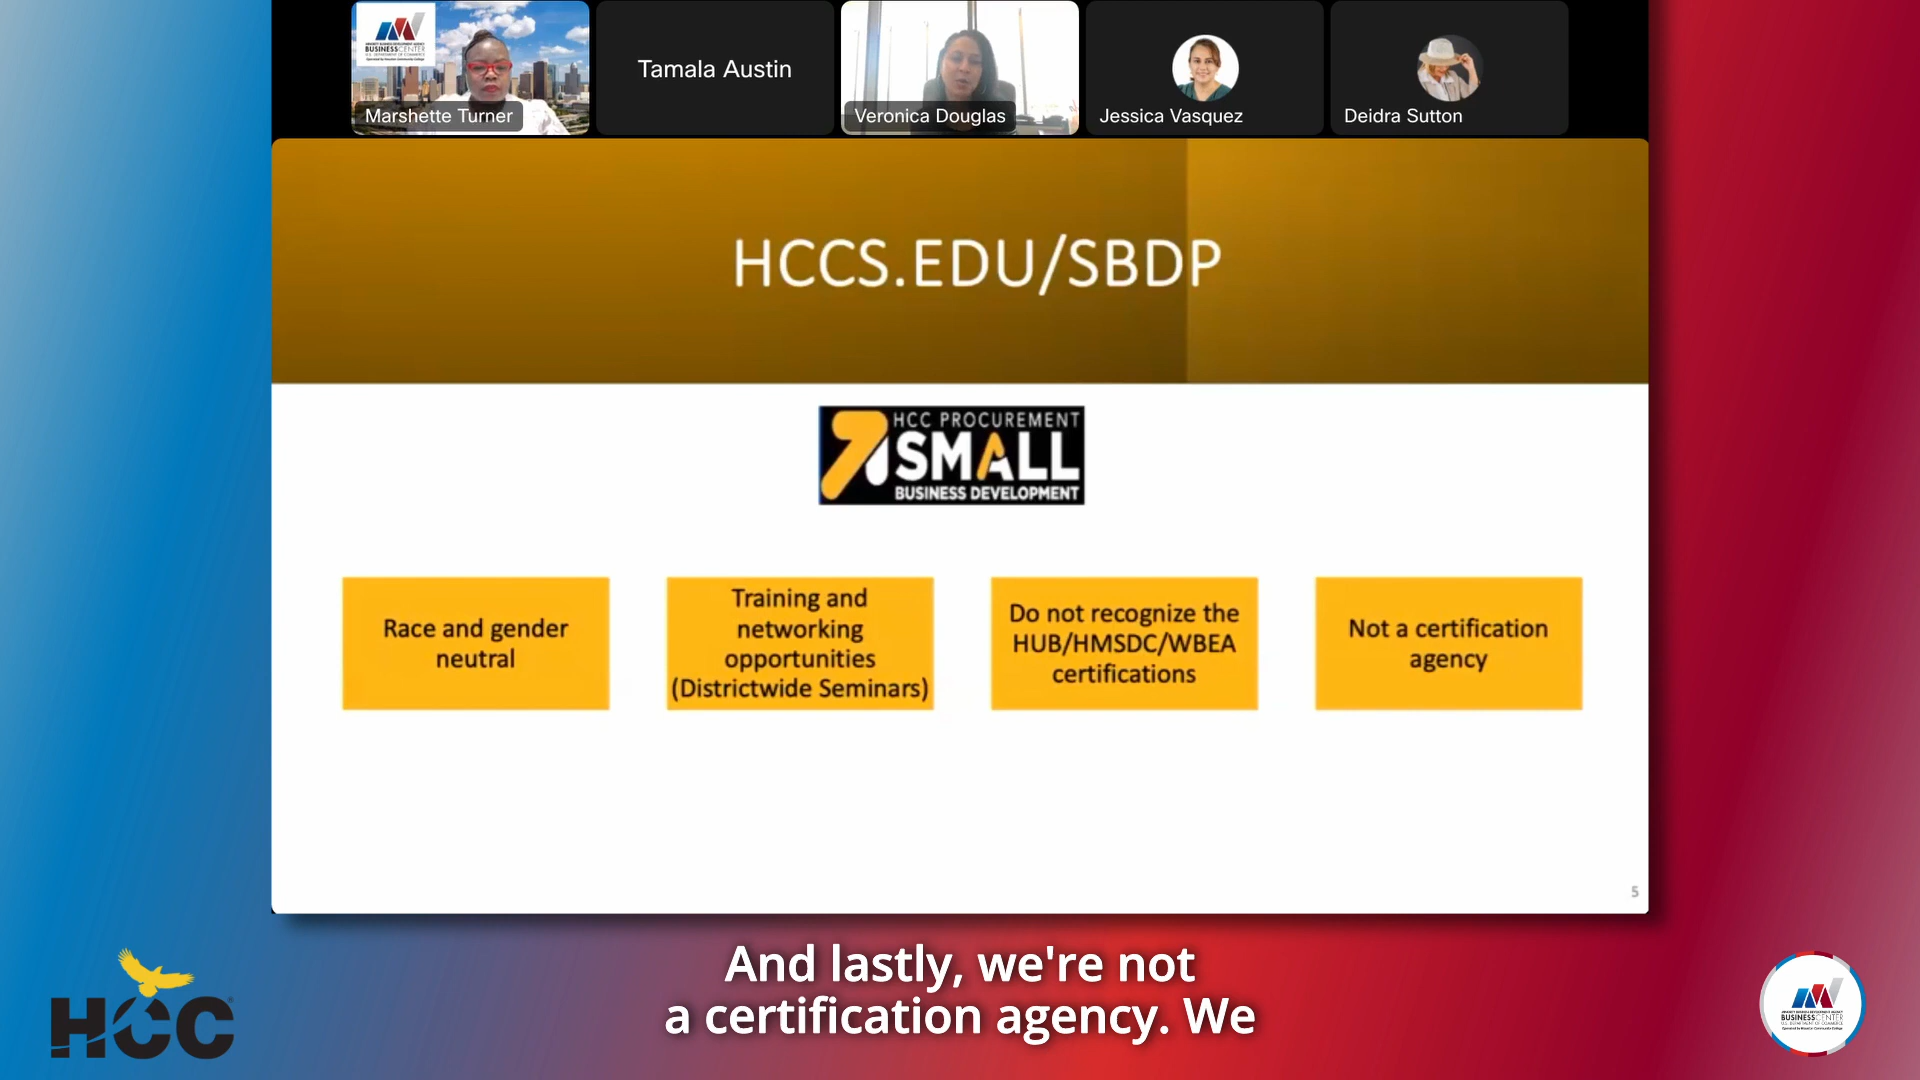 BUSINESSCENTER
Marshette Turner
Tamala Austin
Veronica Douglas
Jessica Vasquez
Deidra Sutton
HCCS.EDU/SBDP
HCC PROCUREMENT
SMALL
BUSINESS DEVELOPMENT
Race and gender
neutral
Training and
networking
opportunities
(Districtwide Seminars)
Do not recognize the
HUB/HMSDC/WBEA
certifications
Not a certification
agency
5
And lastly, we're not
a certification agency. We
HCC
BUSINESSCENTER